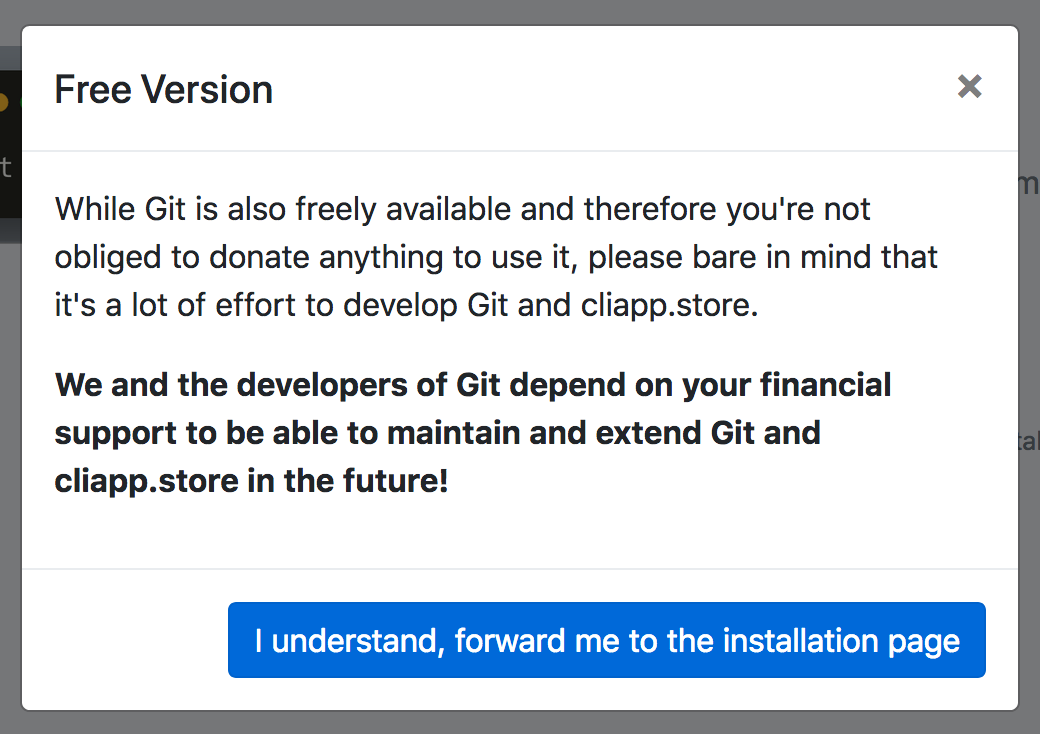 Free Version
While Git is also freely available and therefore you're not
obliged to donate anything to use it, please bare in mind that
it's a lot of effort to develop Git and cliapp.store.
We and the developers of Git depend on your financial
support to be able to maintain and extend Git and
cliapp.store in the future!
I understand, forward me to the installation page